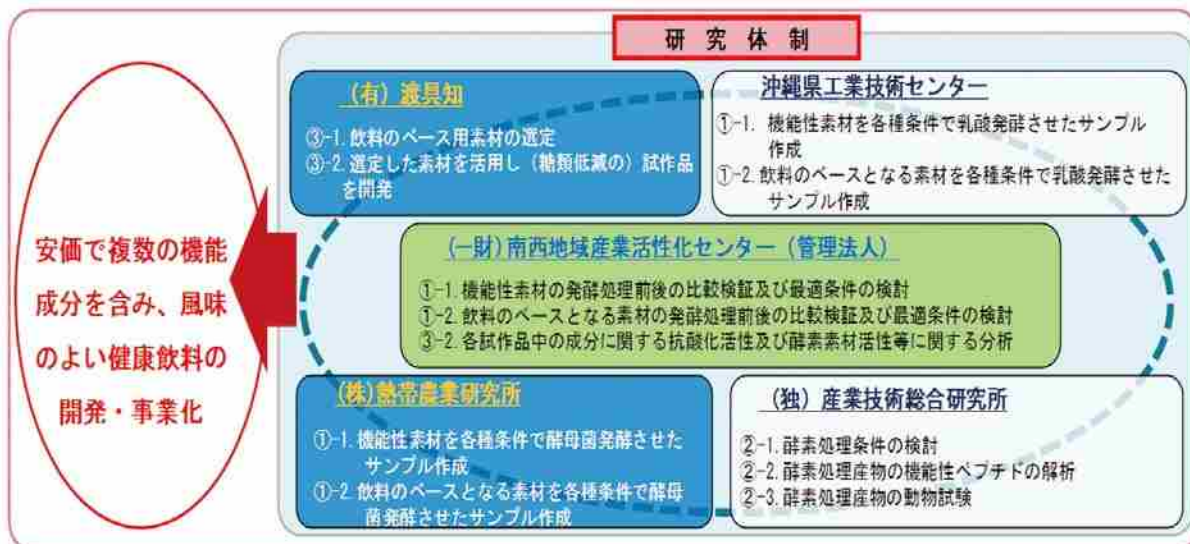 研究体制
(有)渡具知
③-1. 飲料のベース用素材の選定
③-2. 選定した素材を活用し(糖類低減の)試作品
を開発
沖縄県工業技術センター
①-1. 機能性素材を各種条件で乳酸発酵させたサンプル
作成
①-2. 飲料のベースとなる素材を各種条件で乳酸発酵させた
サンプル作成
(一財)南西地域産業活性化センター(管理法人)
①-1. 機能性素材の発酵処理前後の比較検証及び最適条件の検討
①-2. 飲料のベースとなる素材の発酵処理前後の比較検証及び最適条件の検討
③-2. 各試作品中の成分に関する抗酸化活性及び酵素素材活性等に関する分析
(株)熱帯農業研究所
①-1. 機能性素材を各種条件で酵母菌発酵させた
サンプル作成
①-2. 飲料のベースとなる素材を各種条件で酵母
菌発酵させたサンプル作成
(独)産業技術総合研究所
②-1. 酵素処理条件の検討
②-2. 酵素処理産物の機能性ペプチドの解析
②-3. 酵素処理産物の動物試験
安価で複数の機能
成分を含み、風味
のよい健康飲料の
開発・事業化